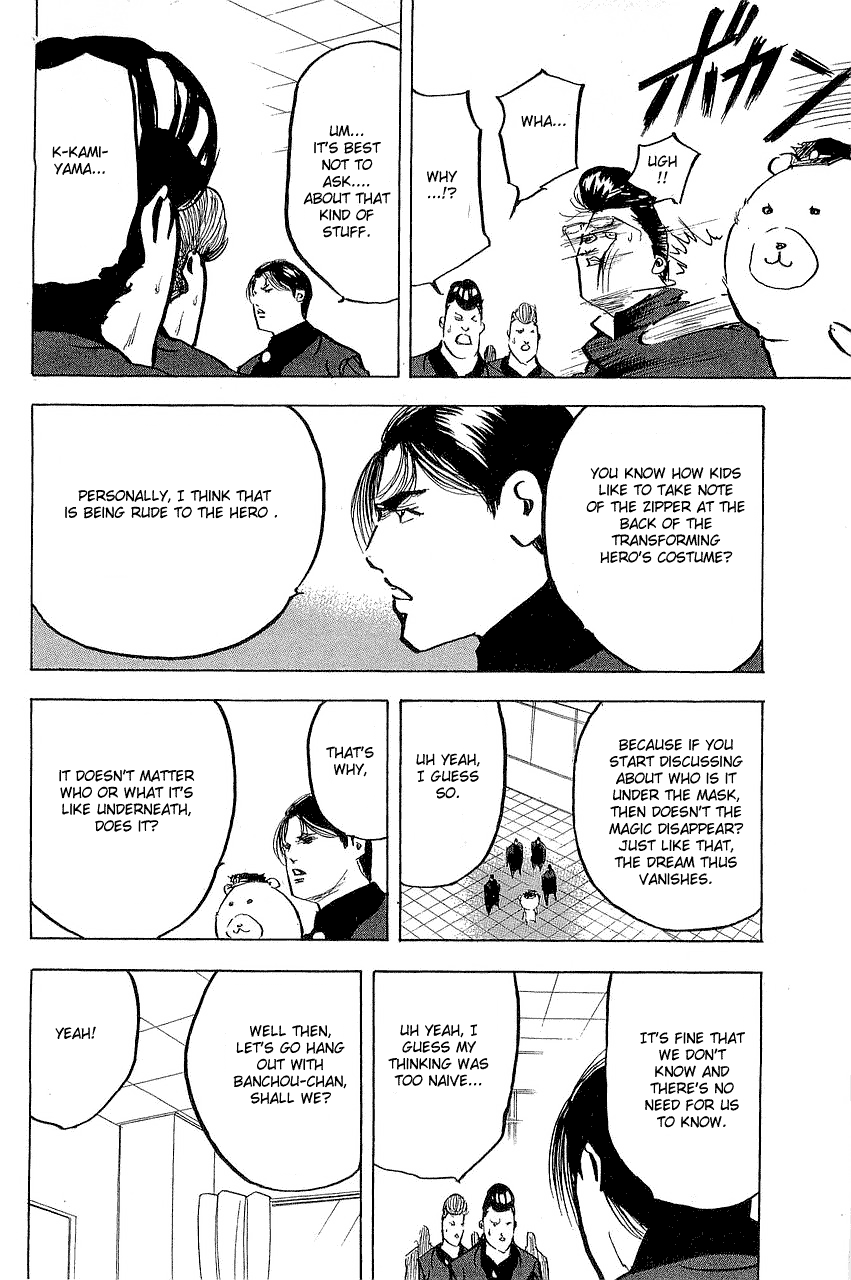 ボカン
UGH
!!
WHA...
WHY
...!?
UM...
IT'S BEST
NOT TO
ASK....
ABOUT THAT
KIND OF
STUFF.
K-KAMI-
YAMA...
YOU KNOW HOW KIDS
LIKE TO TAKE NOTE
OF THE ZIPPER AT THE
BACK OF THE
TRANSFORMING
HERO'S COSTUME?
PERSONALLY, I THINK THAT
IS BEING RUDE TO THE HERO .
BECAUSE IF YOU
START DISCUSSING
ABOUT WHO IS IT
UNDER THE MASK,
THEN DOESN'T THE
MAGIC DISAPPEAR?
JUST LIKE THAT,
THE DREAM THUS
VANISHES.
UH YEAH,
I GUESS
SO.
THAT'S
WHY,
IT DOESN'T MATTER
WHO OR WHAT IT'S
LIKE UNDERNEATH,
DOES IT?
IT'S FINE THAT
WE DON'T
KNOW AND
THERE'S NO
NEED FOR US
TO KNOW.
UH YEAH, I
GUESS MY
THINKING WAS
TOO NAIVE...
WELL THEN,
LET'S GO HANG
OUT WITH
BANCHOU-CHAN,
SHALL WE?
YEAH!